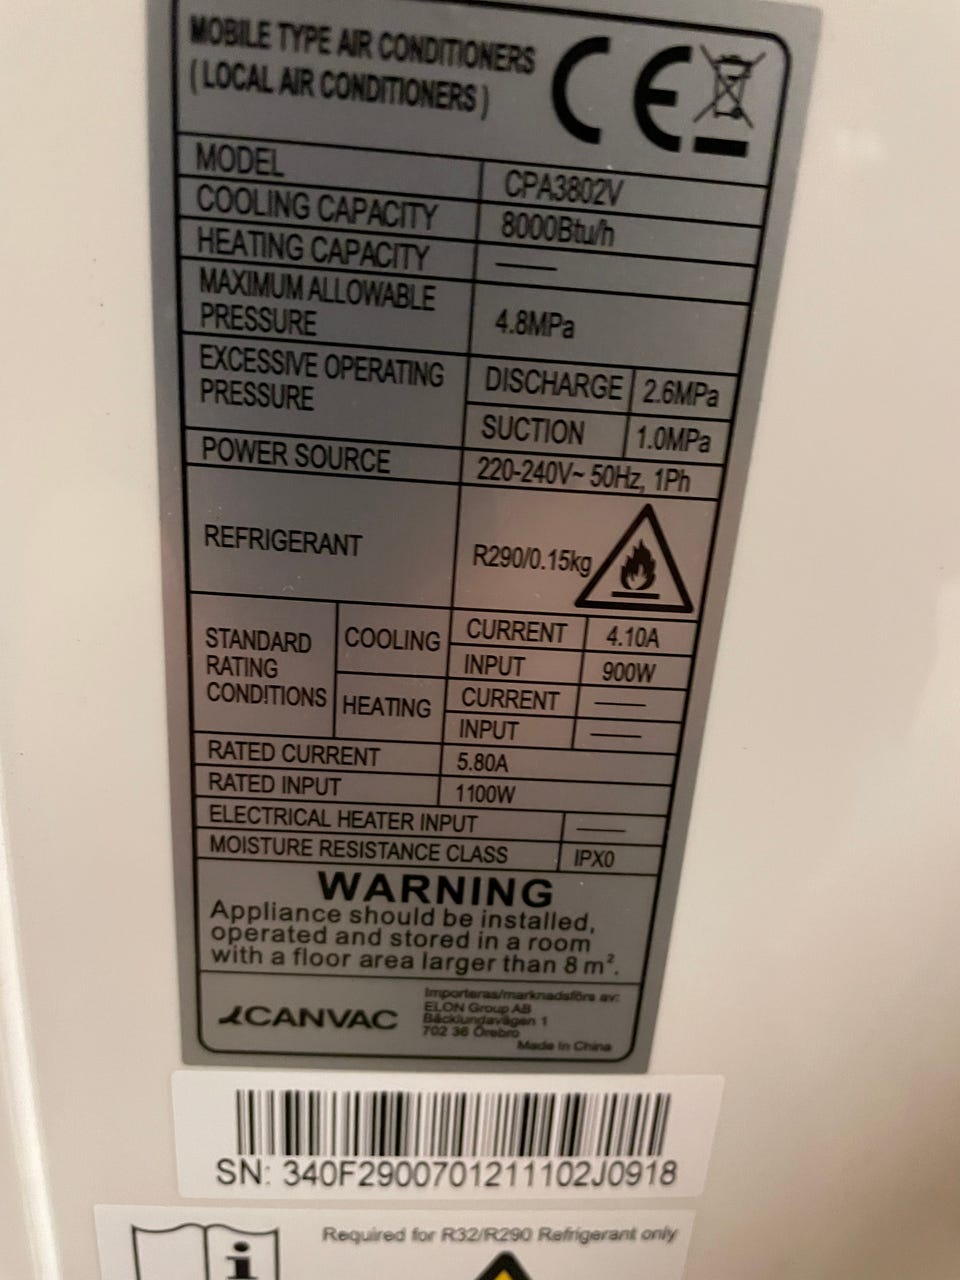 MOBILE TYPE AIR CONDITIONERS
( LOCAL AIR CONDITIONERS )
CE
MODEL CPA3802V
COOLING CAPACITY 8000Btu/h
HEATING CAPACITY ——
MAXIMUM ALLOWABLE
PRESSURE 4.8MPa
EXCESSIVE OPERATING
PRESSURE
DISCHARGE 2.6MPa
SUCTION 1.0MPa
POWER SOURCE 220-240V~ 50Hz, 1Ph
REFRIGERANT R290/0.15kg
STANDARD
RATING
CONDITIONS
COOLING
CURRENT 4.10A
INPUT 900W
HEATING
CURRENT ——
INPUT ——
RATED CURRENT 5.80A
RATED INPUT 1100W
ELECTRICAL HEATER INPUT ——
MOISTURE RESISTANCE CLASS IPX0
WARNING
Appliance should be installed,
operated and stored in a room
with a floor area larger than 8 m².
CANVAC
Importeras/marknadsförs av:
ELON Group AB
Bäcklundavägen 1
702 36 Örebro
Made In China
SN: 340F2900701211102J0918
Required for R32/R290 Refrigerant only
i